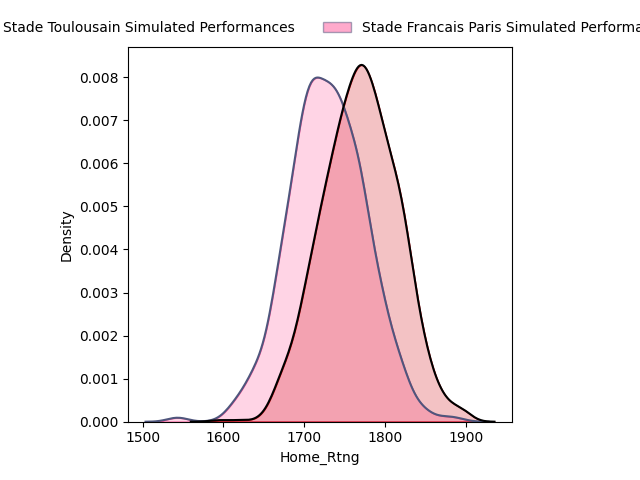 Stade Toulousain Simulated Performances Stade Francais Paris Simulated Performa
0.008
0.007
0.006
0.005
0.004
0.003
0.002
0.001
0.000
Density
1500 1600 1700 1800 1900
Home_Rtng